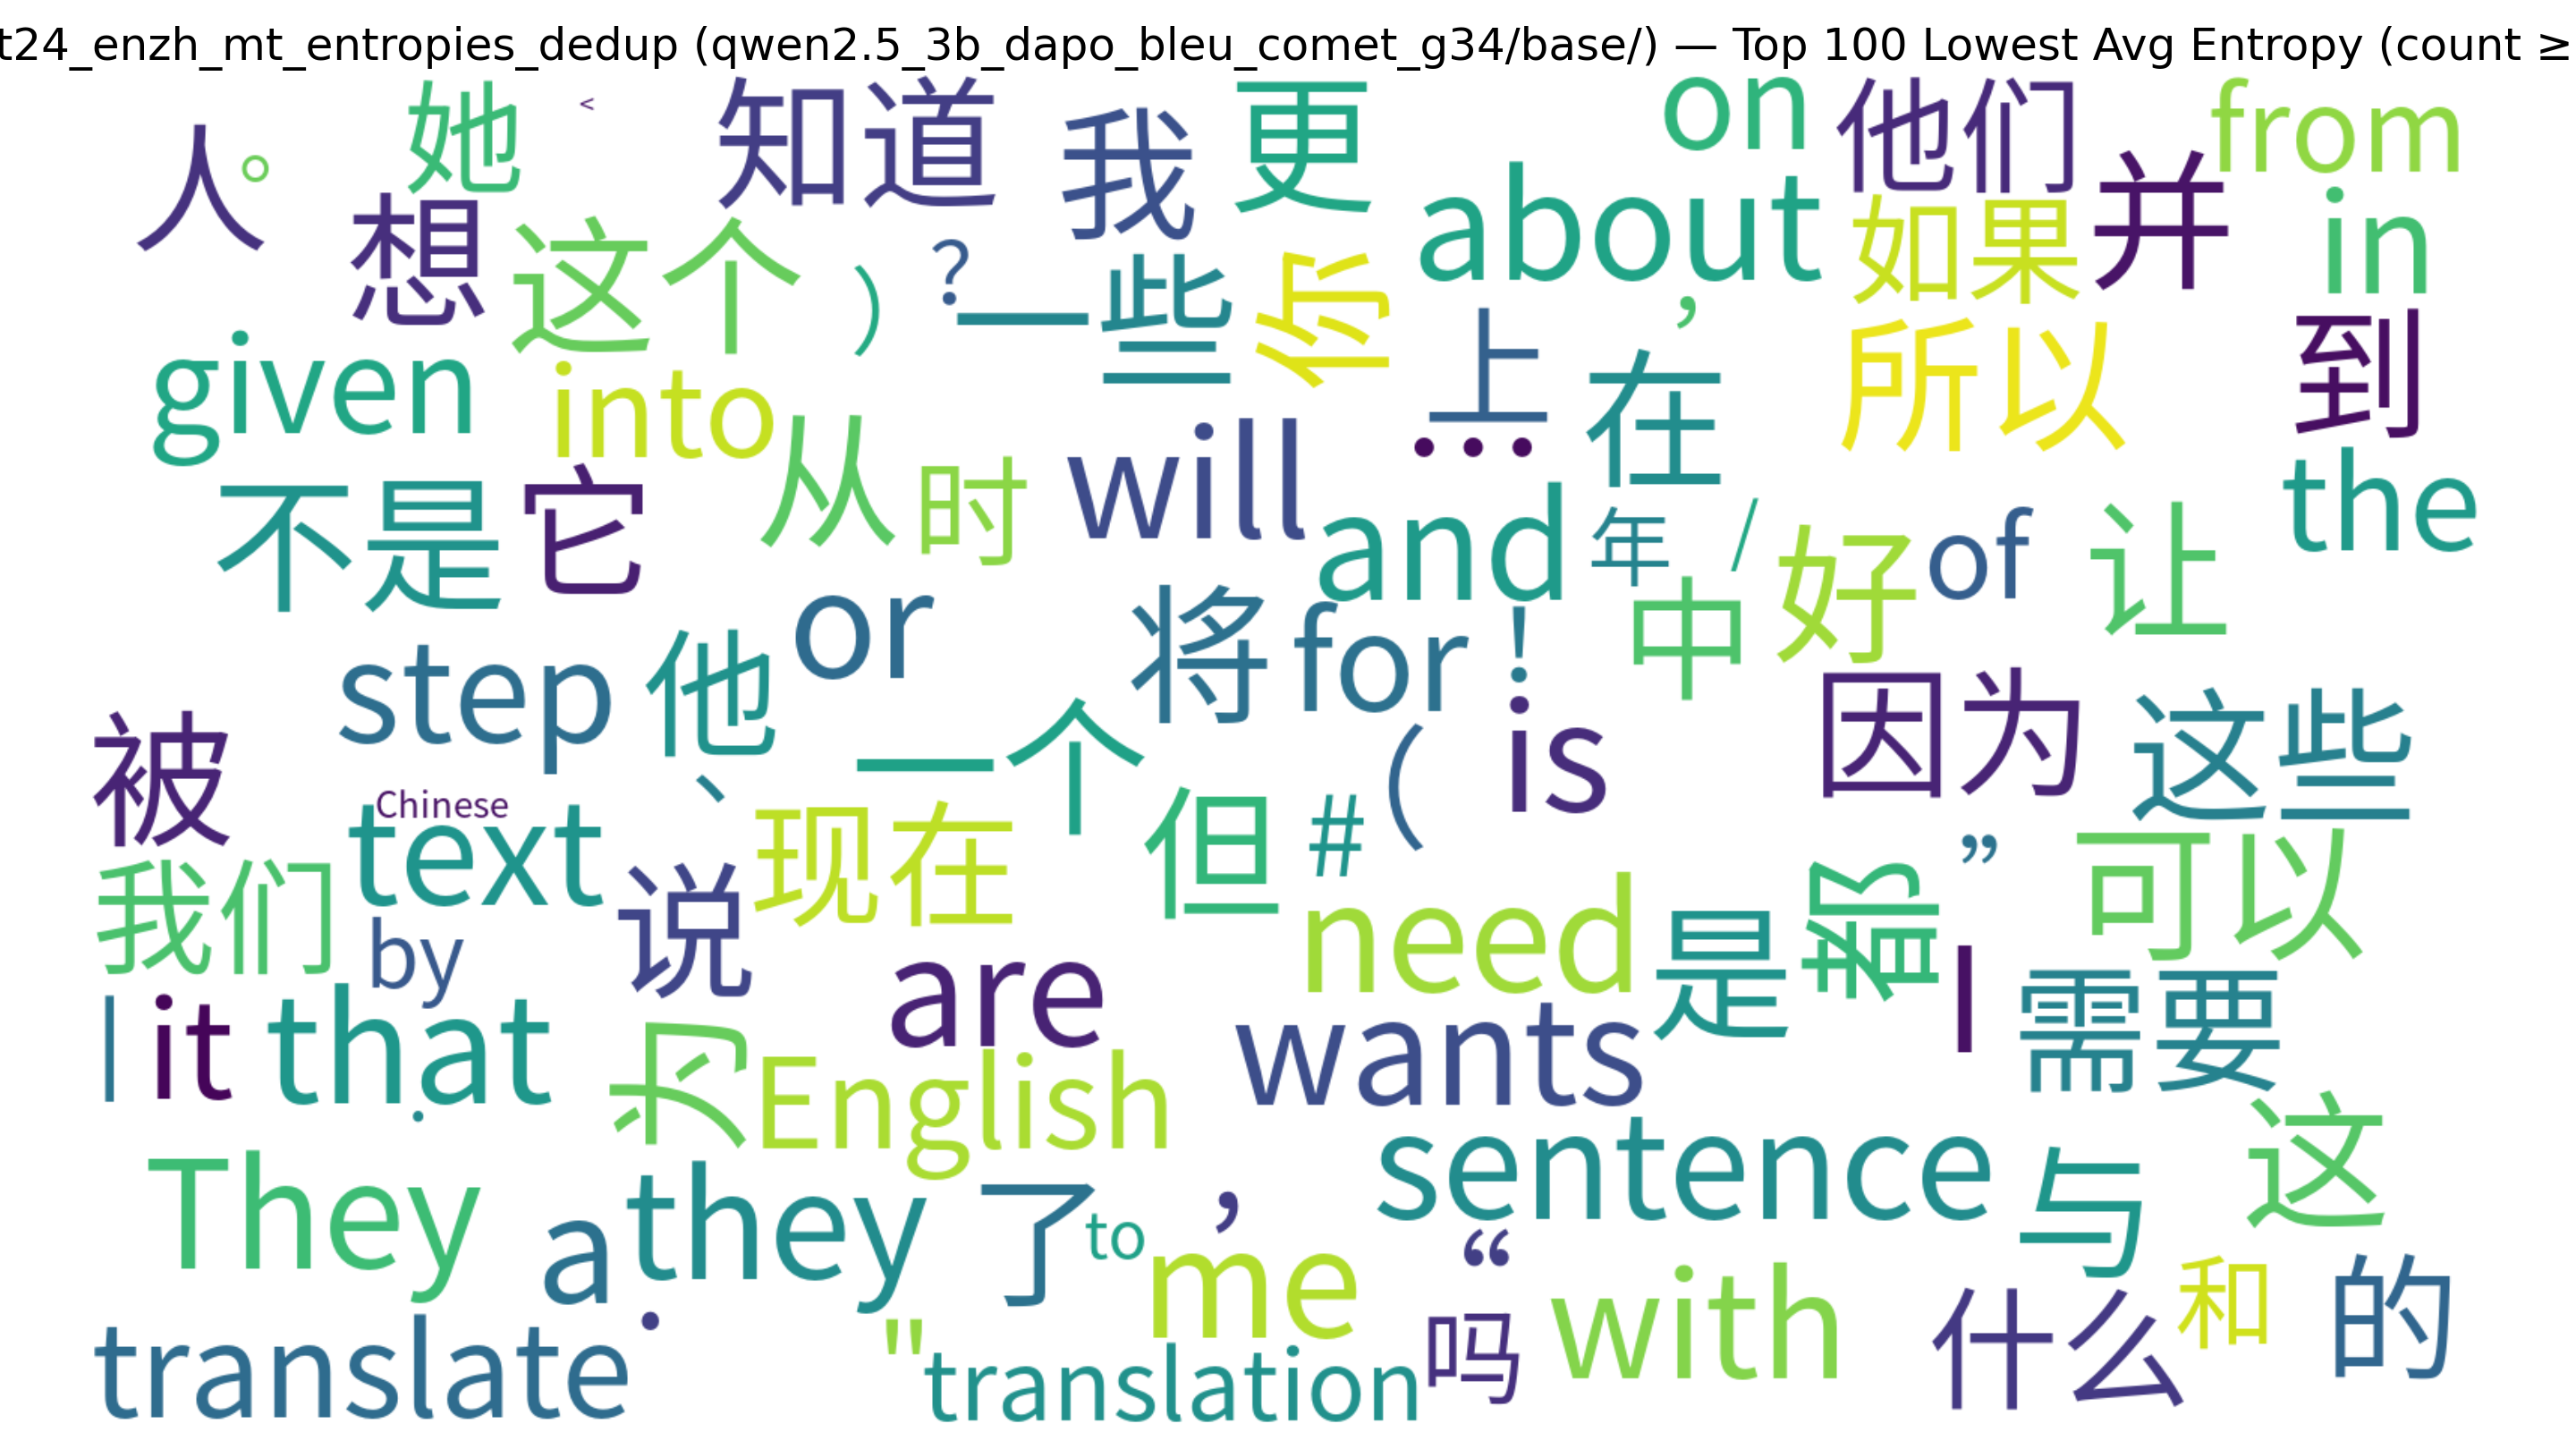 t24_enzh_mt_entropies_dedup (qwen2.5_3b_dapo_bleu_comet_g34/base/) — Top 100 Lowest Avg Entropy (count ≥
人 。 她 < 知道 我 更 on 他们 from
想 这个 ） ？ 一些 你 about ， 如果 并 in
given into 上 在 所以 到
不是 它 从 时 will … and 年 / 好 of 让 the
step 他 or 将 for ! 中
被 、 一个 ( is 因为 这些
Chinese
text 现在 但 # ” 可以
我们 by 说 are need 是 都 I 需要
l it that . 为 English wants
They a they 了 to , sentence 与 这
translate . " translation me “ 吗 with 什么 和 的